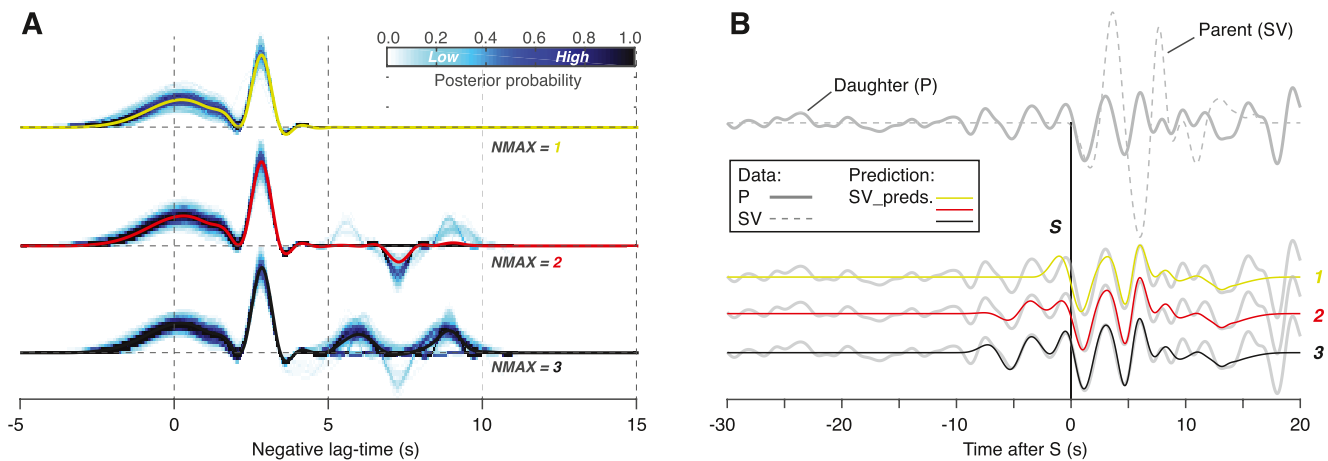 A
0.0 0.2 0.4 0.6 0.8 1.0
Low High
Posterior probability
NMAX = 1
NMAX = 2
NMAX = 3
-5 0 5 10 15
Negative lag-time (s)
B
Parent (SV)
Daughter (P)
Data: Prediction:
P SV_preds.
SV
S
1
2
3
-30 -20 -10 0 10 20
Time after S (s)